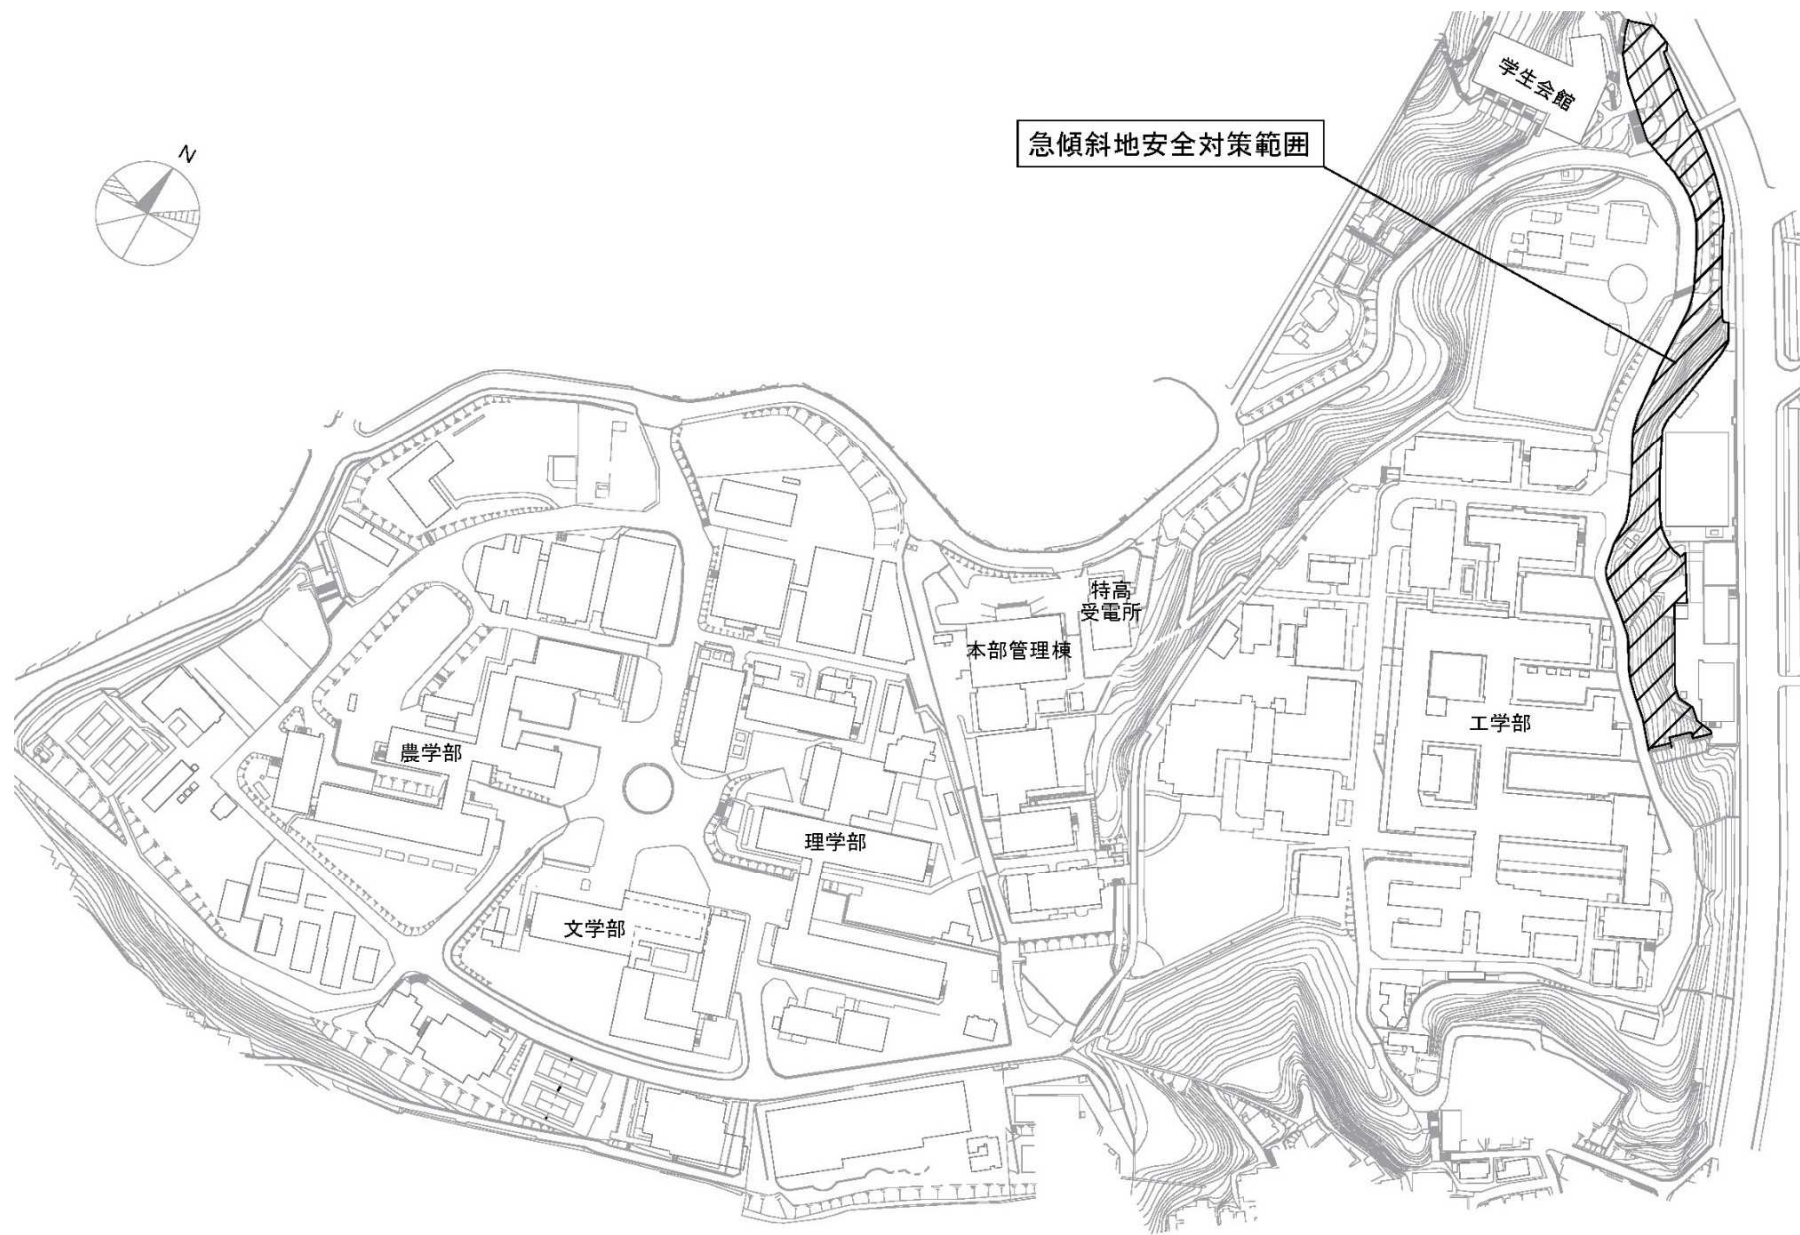 学生会館
急傾斜地安全対策範囲
N
特高
受電所
本部管理棟
工学部
農学部
理学部
文学部